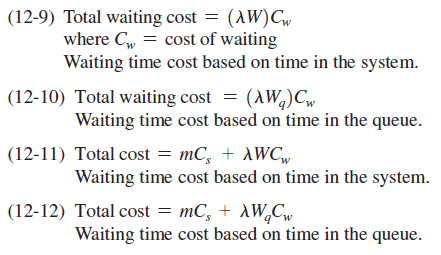 (12-9) Total waiting cost = (λW)C_w
where C_w = cost of waiting
Waiting time cost based on time in the system.
(12-10) Total waiting cost = (λW_q)C_w
Waiting time cost based on time in the queue.
(12-11) Total cost = mC_s + λWC_w
Waiting time cost based on time in the system.
(12-12) Total cost = mC_s + λW_qC_w
Waiting time cost based on time in the queue.